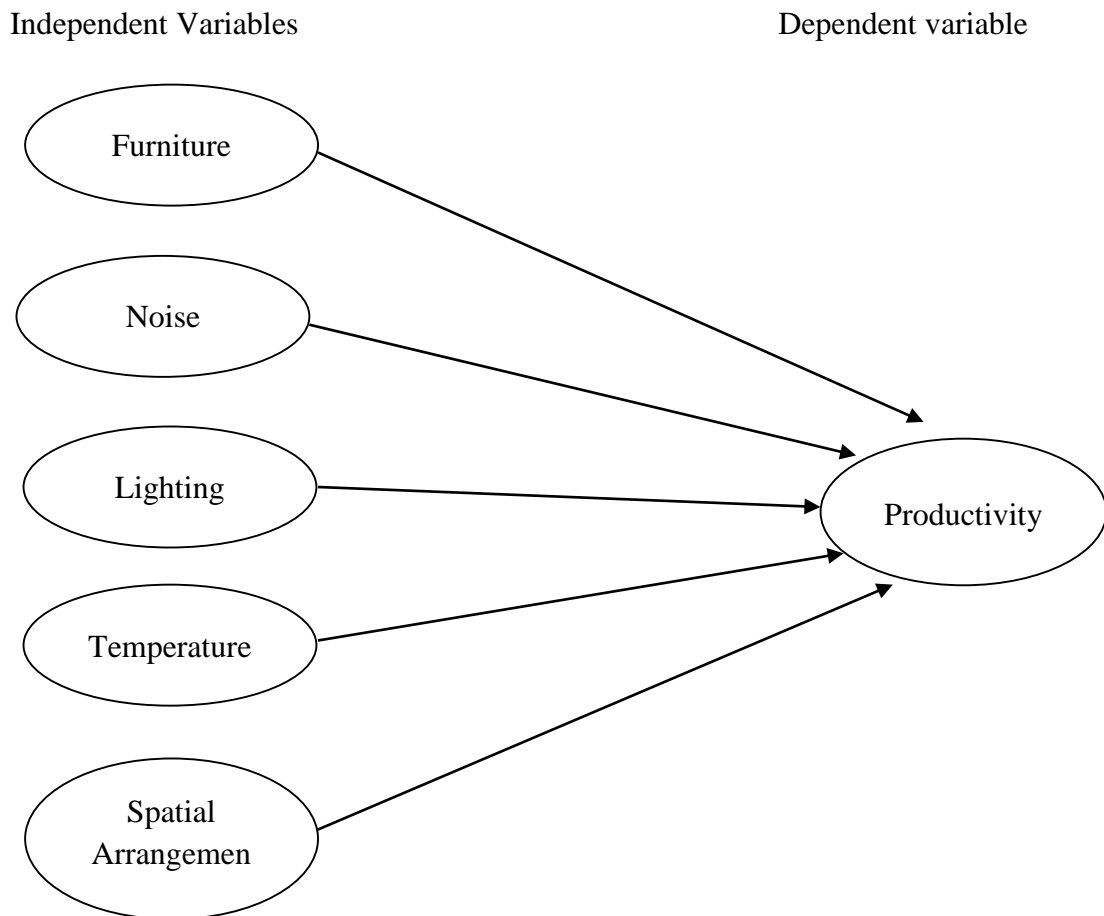 Independent Variables
Dependent variable
Furniture
Noise
Lighting
Productivity
Temperature
Spatial
Arrangemen